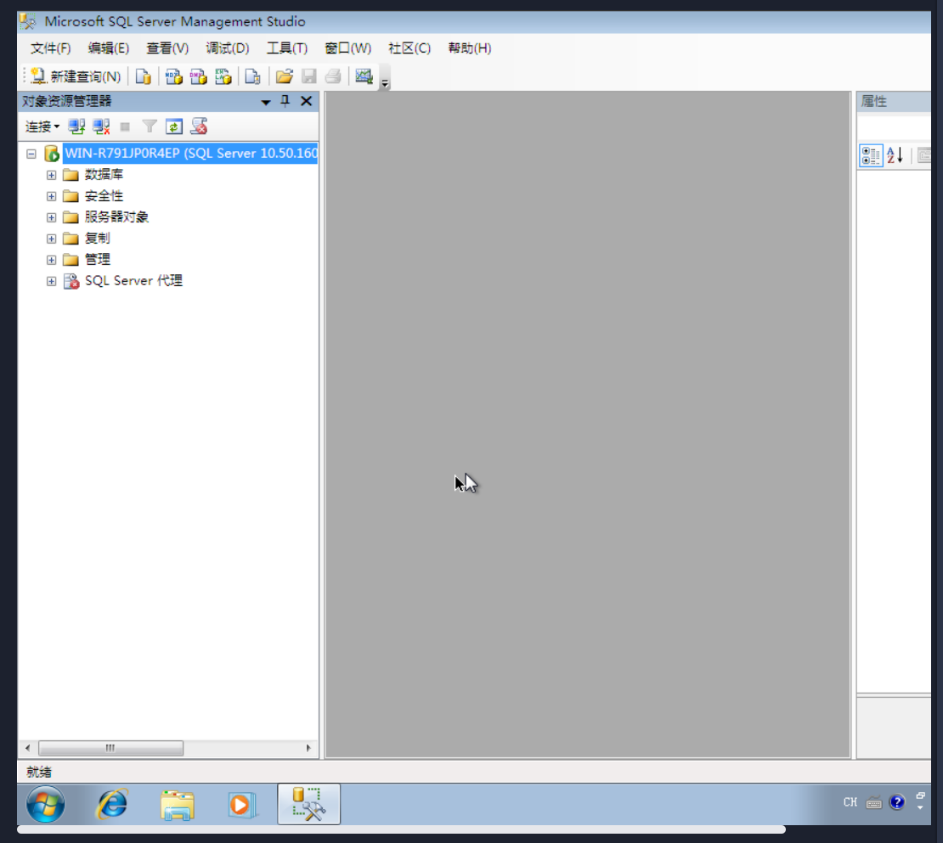 Microsoft SQL Server Management Studio
文件(F) 编辑(E) 查看(V) 调试(D) 工具(T) 窗口(W) 社区(C) 帮助(H)
新建查询(N)
对象资源管理器
属性
连接
WIN-R791JP0R4EP (SQL Server 10.50.160
数据库
安全性
服务器对象
复制
管理
SQL Server 代理
就绪
CH